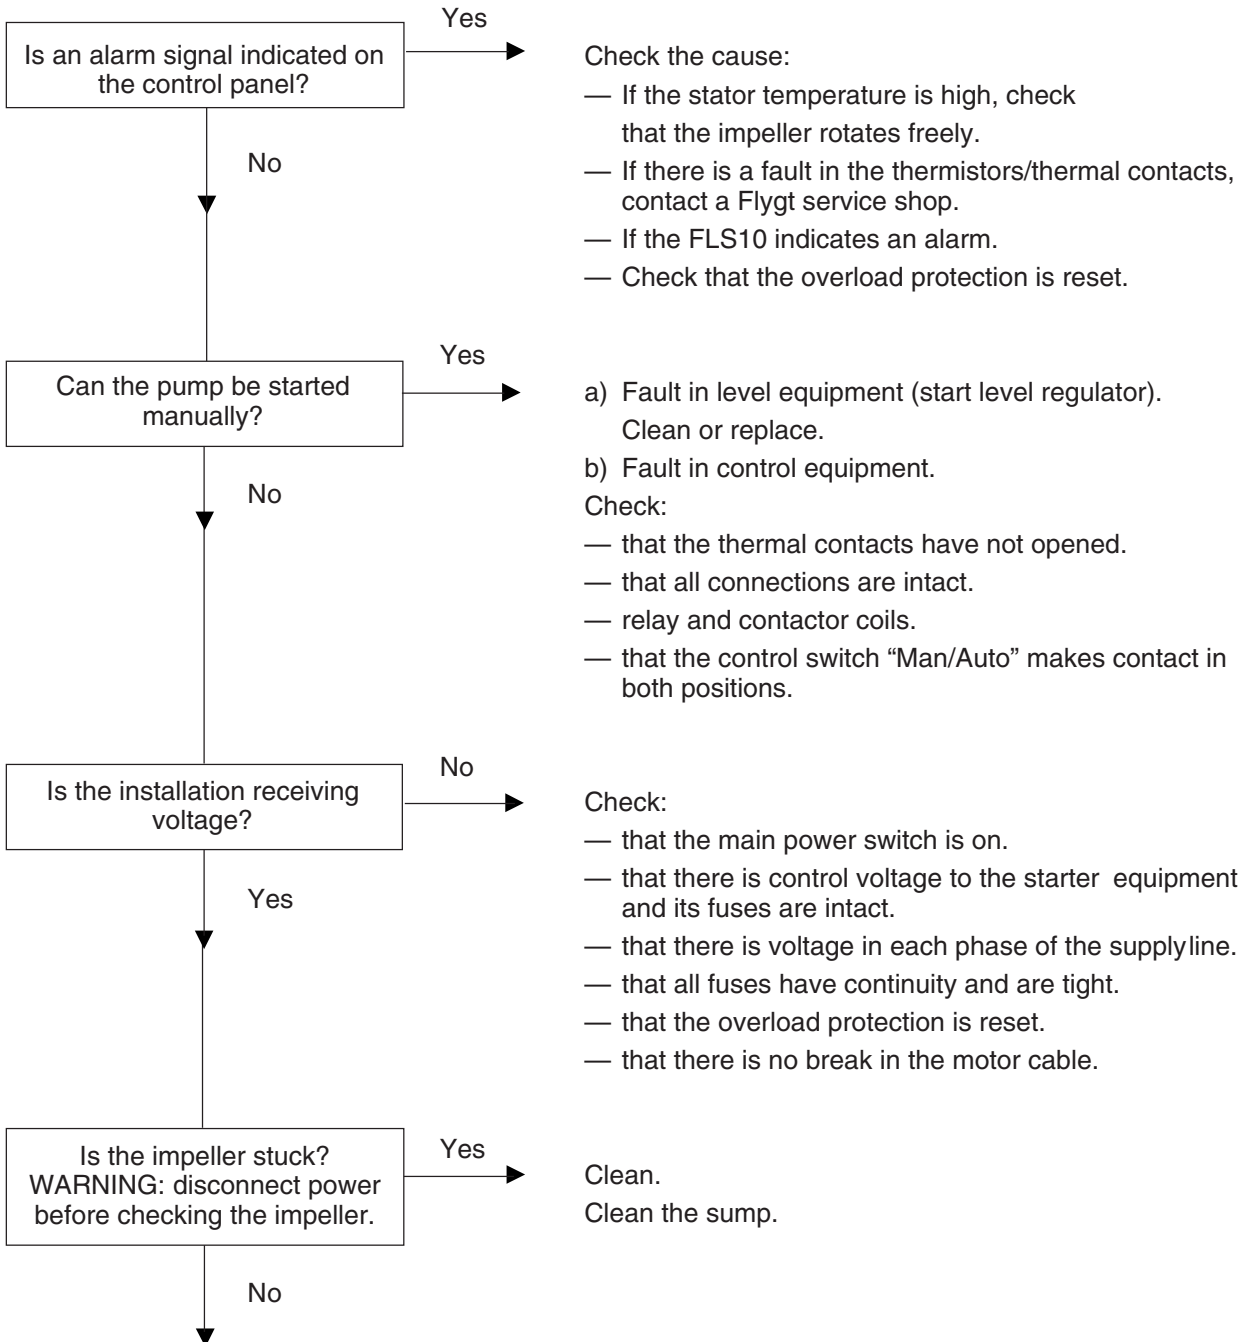 Yes
Is an alarm signal indicated on
the control panel?
No
Check the cause:
— If the stator temperature is high, check
that the impeller rotates freely.
— If there is a fault in the thermistors/thermal contacts,
contact a Flygt service shop.
— If the FLS10 indicates an alarm.
— Check that the overload protection is reset.
Yes
Can the pump be started
manually?
No
a) Fault in level equipment (start level regulator).
Clean or replace.
b) Fault in control equipment.
Check:
— that the thermal contacts have not opened.
— that all connections are intact.
— relay and contactor coils.
— that the control switch “Man/Auto” makes contact in
both positions.
No
Is the installation receiving
voltage?
Yes
Check:
— that the main power switch is on.
— that there is control voltage to the starter equipment
and its fuses are intact.
— that there is voltage in each phase of the supplyline.
— that all fuses have continuity and are tight.
— that the overload protection is reset.
— that there is no break in the motor cable.
Yes
Is the impeller stuck?
WARNING: disconnect power
before checking the impeller.
No
Clean.
Clean the sump.